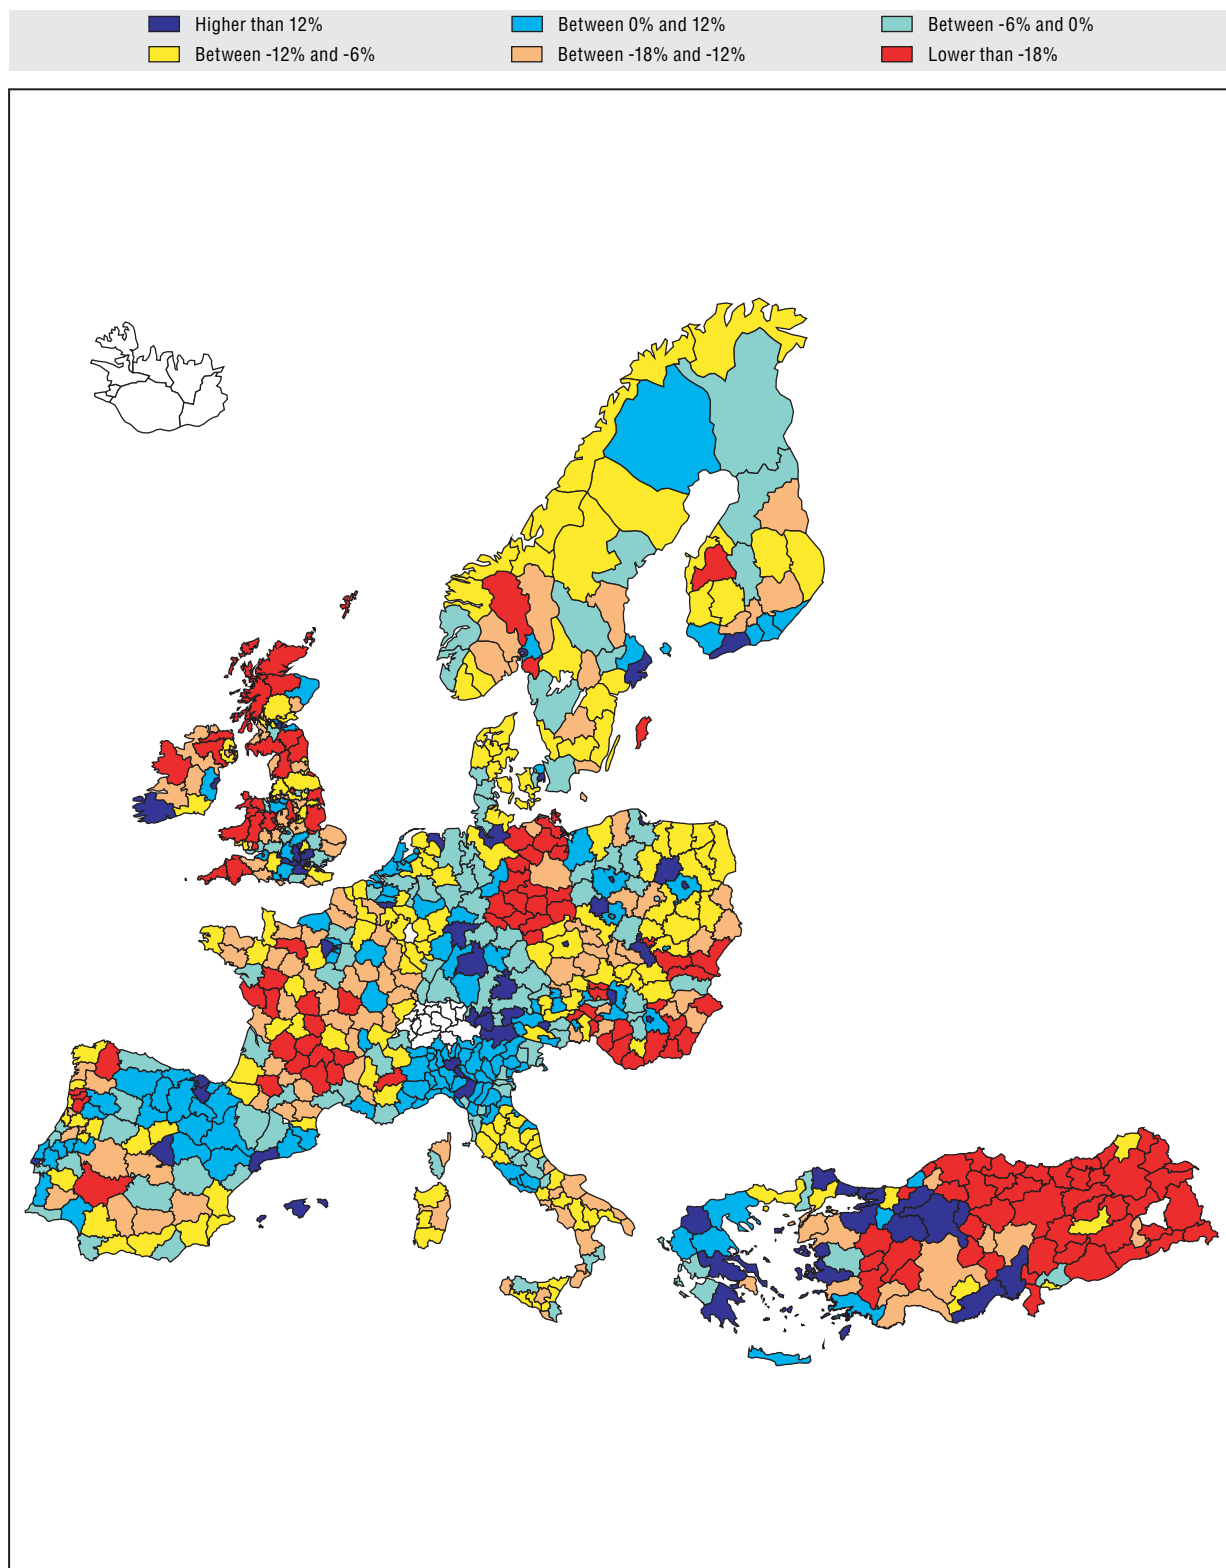 Higher than 12% Between 0% and 12% Between -6% and 0%
Between -12% and -6% Between -18% and -12% Lower than -18%